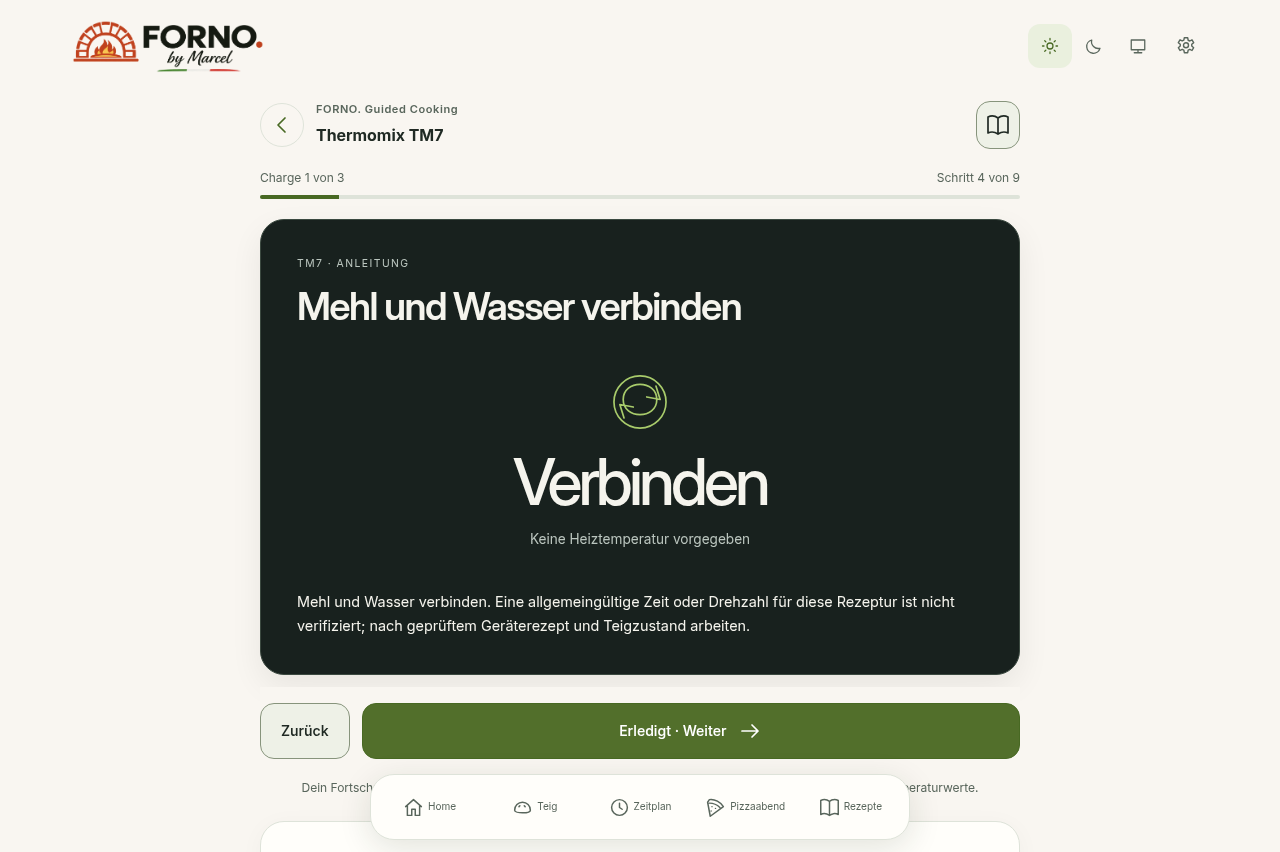 FORNO.
by Marcel
FORNO. Guided Cooking
Thermomix TM7
Charge 1 von 3
Schritt 4 von 9
TM7 · ANLEITUNG
Mehl und Wasser verbinden
Verbinden
Keine Heiztemperatur vorgegeben
Mehl und Wasser verbinden. Eine allgemeingültige Zeit oder Drehzahl für diese Rezeptur ist nicht
verifiziert; nach geprüftem Geräterezept und Teigzustand arbeiten.
Zurück
Erledigt · Weiter
Dein
Home
Teig
Zeitplan
Pizzaabend
Rezepte